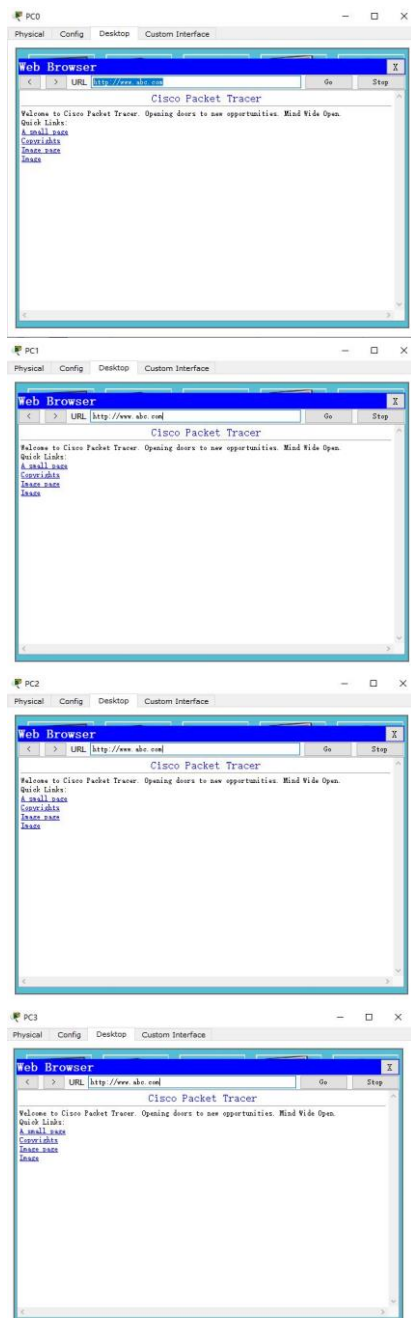 PC0
Physical Config Desktop Custom Interface
Web Browser X
< > URL http://www.abc.com Go Stop
Cisco Packet Tracer
Welcome to Cisco Packet Tracer. Opening doors to new opportunities. Mind Wide Open.
Quick Links:
A small page
Copyrights
Image page
Image
PC1
Physical Config Desktop Custom Interface
Web Browser X
< > URL http://www.abc.com Go Stop
Cisco Packet Tracer
Welcome to Cisco Packet Tracer. Opening doors to new opportunities. Mind Wide Open.
Quick Links:
A small page
Copyrights
Image page
Image
PC2
Physical Config Desktop Custom Interface
Web Browser X
< > URL http://www.abc.com Go Stop
Cisco Packet Tracer
Welcome to Cisco Packet Tracer. Opening doors to new opportunities. Mind Wide Open.
Quick Links:
A small page
Copyrights
Image page
Image
PC3
Physical Config Desktop Custom Interface
Web Browser X
< > URL http://www.abc.com Go Stop
Cisco Packet Tracer
Welcome to Cisco Packet Tracer. Opening doors to new opportunities. Mind Wide Open.
Quick Links:
A small page
Copyrights
Image page
Image